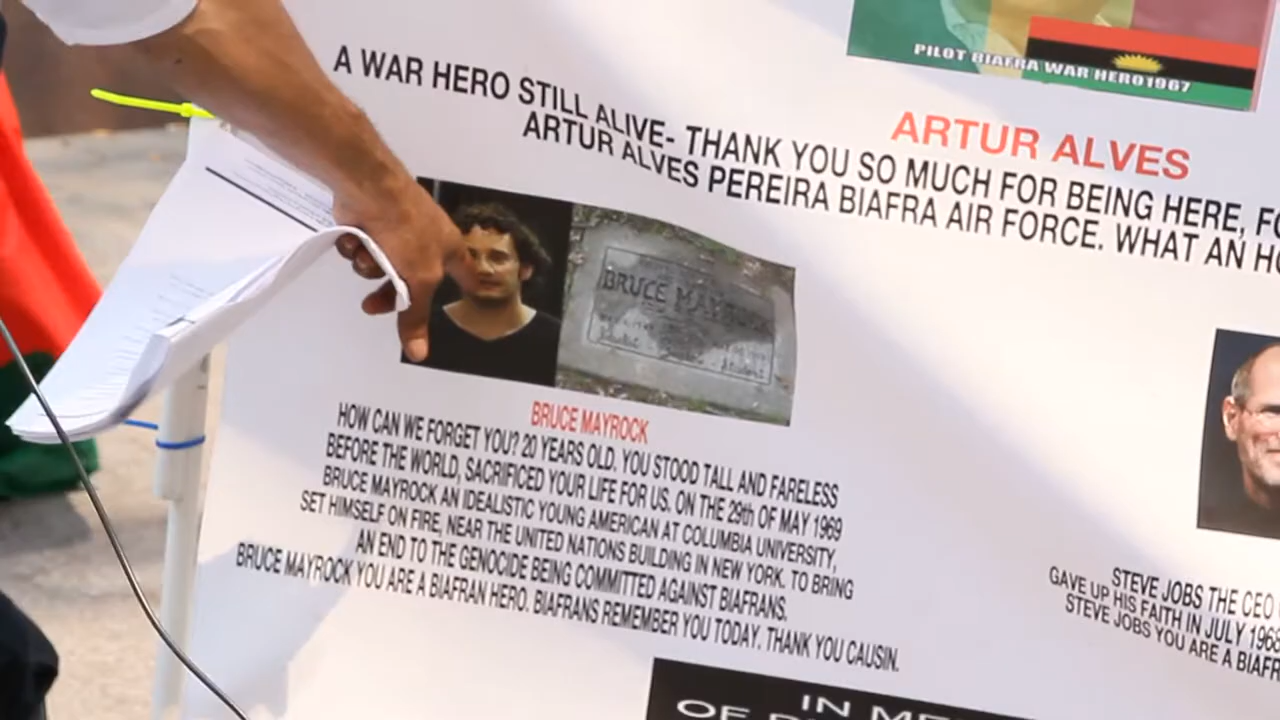 PILOT BIAFRA WAR HERO1967
ARTUR ALVES
A WAR HERO STILL ALIVE- THANK YOU SO MUCH FOR BEING HERE,
ARTUR ALVES PEREIRA BIAFRA AIR FORCE. WHAT AN
BRUCE MAYROCK
BRUCE MAYROCK
HOW CAN WE FORGET YOU? 20 YEARS OLD. YOU STOOD TALL AND FARELESS
BEFORE THE WORLD, SACRIFICED YOUR LIFE FOR US. ON THE 29th OF MAY 1969
BRUCE MAYROCK AN IDEALISTIC YOUNG AMERICAN AT COLUMBIA UNIVERSITY,
SET HIMSELF ON FIRE, NEAR THE UNITED NATIONS BUILDING IN NEW YORK. TO BRING
AN END TO THE GENOCIDE BEING COMMITTED AGAINST BIAFRANS.
BRUCE MAYROCK YOU ARE A BIAFRAN HERO. BIAFRANS REMEMBER YOU TODAY. THANK YOU CAUSIN.
STEVE JOBS THE CEO
GAVE UP HIS FAITH IN JULY 1968
STEVE JOBS YOU ARE A BIAFR
IN ME
OF